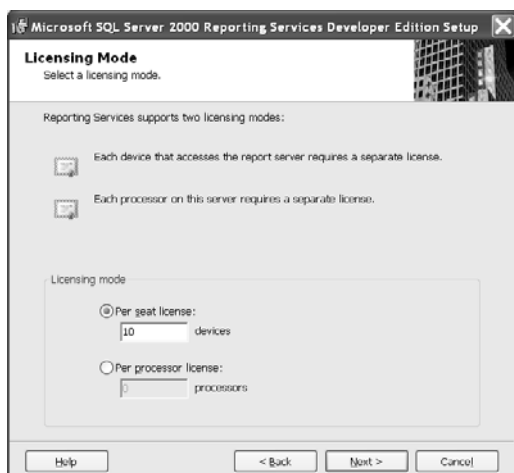 Microsoft SQL Server 2000 Reporting Services Developer Edition Setup
Licensing Mode
Select a licensing mode.
Reporting Services supports two licensing modes:
Each device that accesses the report server requires a separate license.
Each processor on this server requires a separate license.
Licensing mode
Per seat license:
10 devices
Per processor license:
0 processors
Help < Back Next > Cancel